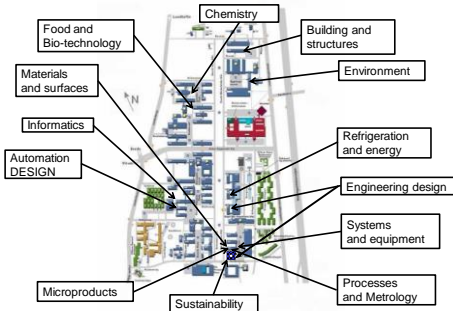 Chemistry
Food and
Bio-technology
Building and
structures
Materials
and surfaces
Environment
N
Informatics
Refrigeration
and energy
Automation
DESIGN
Engineering design
Systems
and equipment
Microproducts
Sustainability
Processes
and Metrology